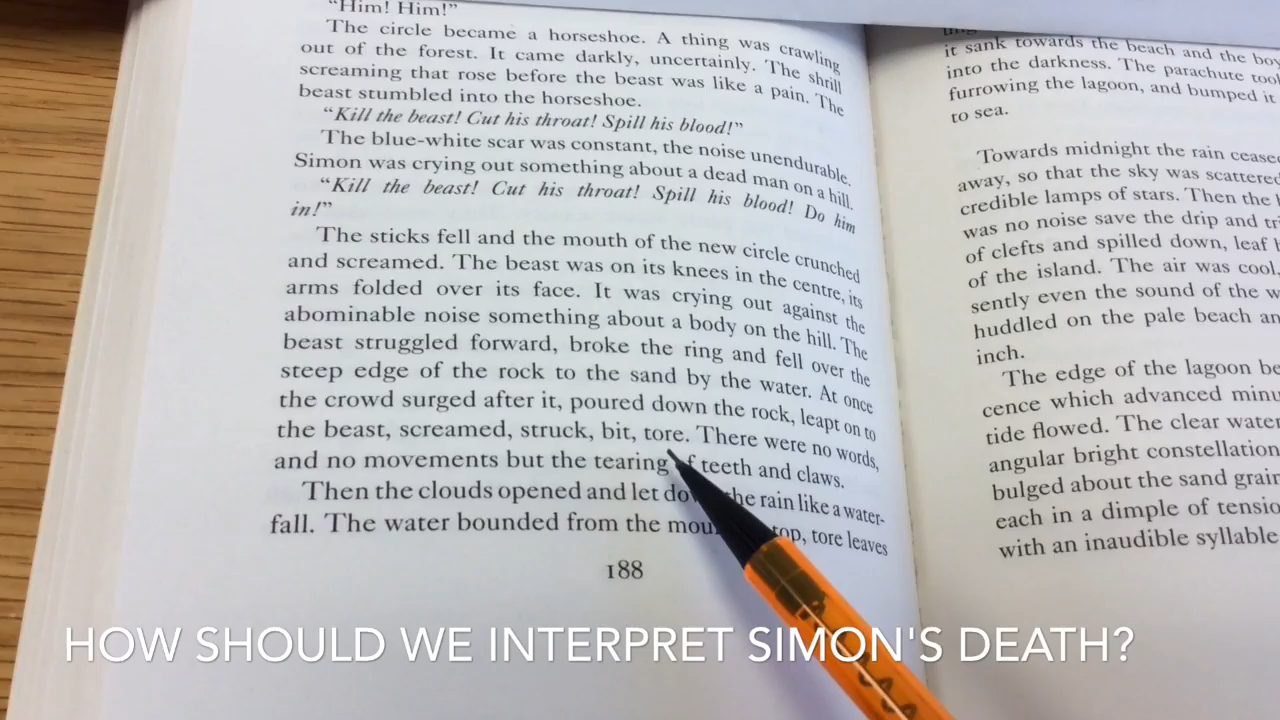 "Him! Him!"
The circle became a horseshoe. A thing was crawling
out of the forest. It came darkly, uncertainly. The shrill
screaming that rose before the beast was like a pain. The
beast stumbled into the horseshoe.
"Kill the beast! Cut his throat! Spill his blood!"
The blue-white scar was constant, the noise unendurable.
Simon was crying out something about a dead man on a hill.
"Kill the beast! Cut his throat! Spill his blood! Do him
in!"
The sticks fell and the mouth of the new circle crunched
and screamed. The beast was on its knees in the centre, its
arms folded over its face. It was crying out against the
abominable noise something about a body on the hill. The
beast struggled forward, broke the ring and fell over the
steep edge of the rock to the sand by the water. At once
the crowd surged after it, poured down the rock, leapt on to
the beast, screamed, struck, bit, tore. There were no words,
and no movements but the tearing of teeth and claws.
Then the clouds opened and let down the rain like a water-
fall. The water bounded from the top, tore leaves
188
it sank towards the beach and the
into the darkness. The parachute
furrowing the lagoon, and bumped it
to sea.
Towards midnight the rain
away, so that the sky was scattered
credible lamps of stars. Then the
was no noise save the drip and
of clefts and spilled down, leaf
of the island. The air was cool,
sently even the sound of the
huddled on the pale beach
inch.
The edge of the lagoon
cence which advanced
tide flowed. The clear water
angular bright constellation
bulged about the sand
each in a dimple of
with an inaudible syllable
HOW SHOULD WE INTERPRET SIMON'S DEATH?